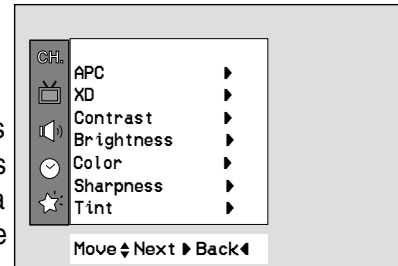 CH.
APC ▶
XD ▶
Contrast ▶
Brightness ▶
Color ▶
Sharpness ▶
Tint ▶
Move ▲▼ Next ▶ Back ◀
s
s
a
e